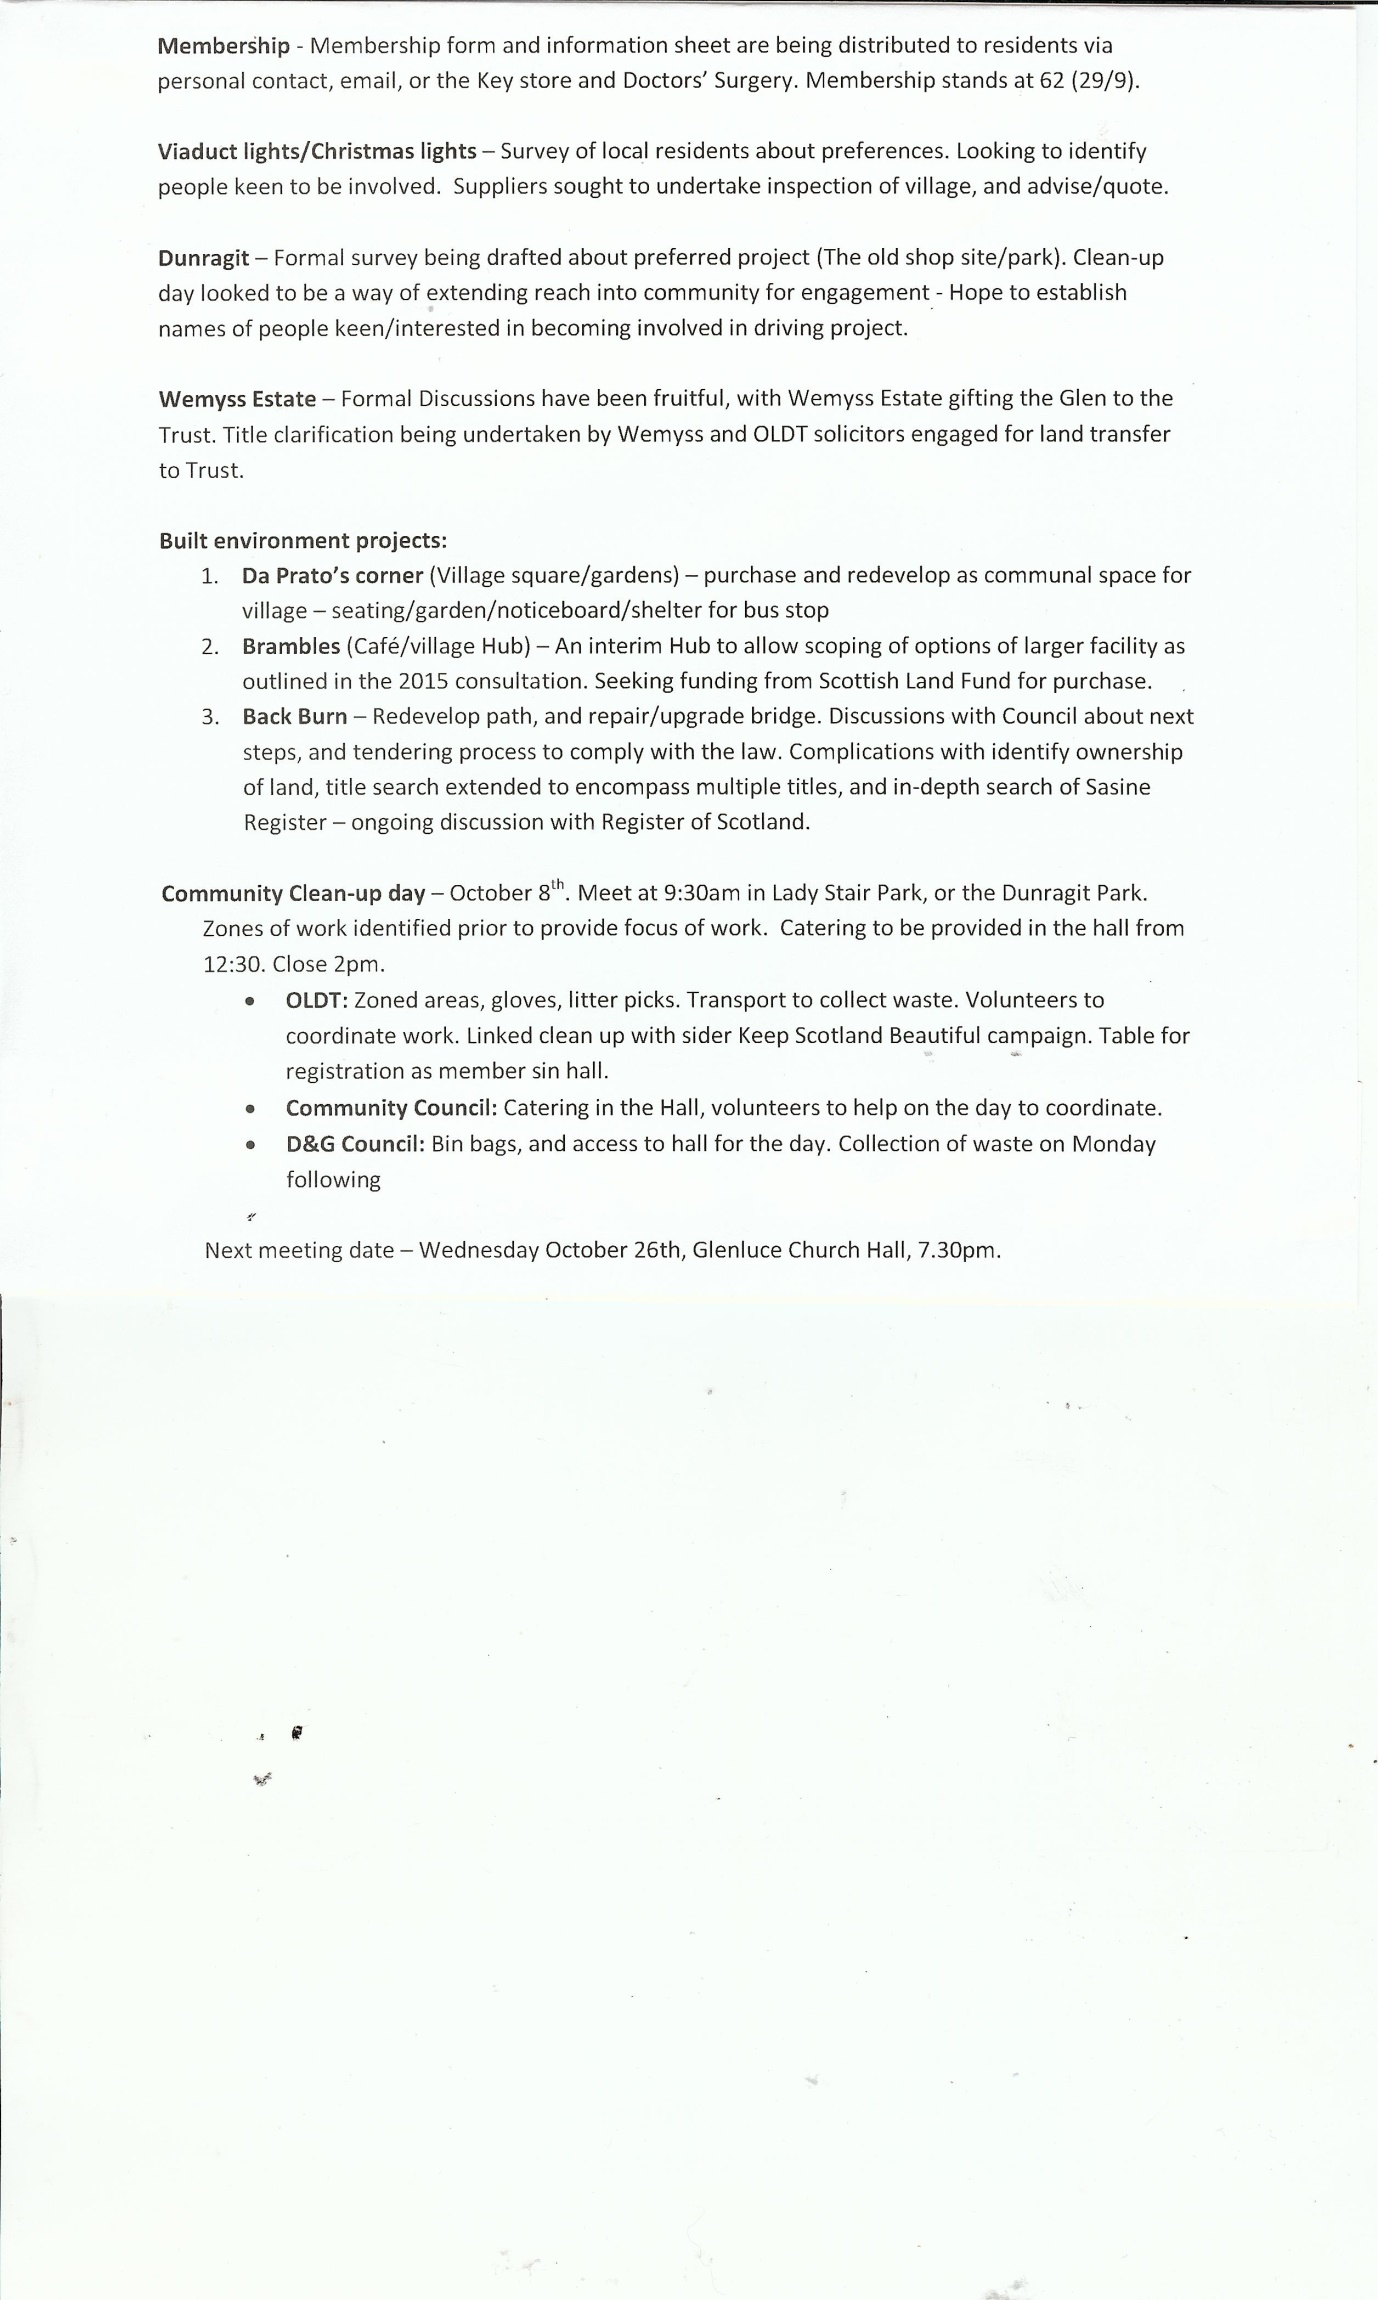 Membership - Membership form and information sheet are being distributed to residents via
personal contact, email, or the Key store and Doctors’ Surgery. Membership stands at 62 (29/9).
Viaduct lights/Christmas lights – Survey of local residents about preferences. Looking to identify
people keen to be involved.  Suppliers sought to undertake inspection of village, and advise/quote.
Dunragit – Formal survey being drafted about preferred project (The old shop site/park). Clean-up
day looked to be a way of extending reach into community for engagement - Hope to establish
names of people keen/interested in becoming involved in driving project.
Wemyss Estate – Formal Discussions have been fruitful, with Wemyss Estate gifting the Glen to the
Trust. Title clarification being undertaken by Wemyss and OLDT solicitors engaged for land transfer
to Trust.
Built environment projects:
1. Da Prato’s corner (Village square/gardens) – purchase and redevelop as communal space for
village – seating/garden/noticeboard/shelter for bus stop
2. Brambles (Café/village Hub) – An interim Hub to allow scoping of options of larger facility as
outlined in the 2015 consultation. Seeking funding from Scottish Land Fund for purchase.
3. Back Burn – Redevelop path, and repair/upgrade bridge. Discussions with Council about next
steps, and tendering process to comply with the law. Complications with identify ownership
of land, title search extended to encompass multiple titles, and in-depth search of Sasine
Register – ongoing discussion with Register of Scotland.
Community Clean-up day – October 8th. Meet at 9:30am in Lady Stair Park, or the Dunragit Park.
Zones of work identified prior to provide focus of work.  Catering to be provided in the hall from
12:30. Close 2pm.
• OLDT: Zoned areas, gloves, litter picks. Transport to collect waste. Volunteers to
coordinate work. Linked clean up with sider Keep Scotland Beautiful campaign. Table for
registration as member sin hall.
• Community Council: Catering in the Hall, volunteers to help on the day to coordinate.
• D&G Council: Bin bags, and access to hall for the day. Collection of waste on Monday
following
Next meeting date – Wednesday October 26th, Glenluce Church Hall, 7.30pm.